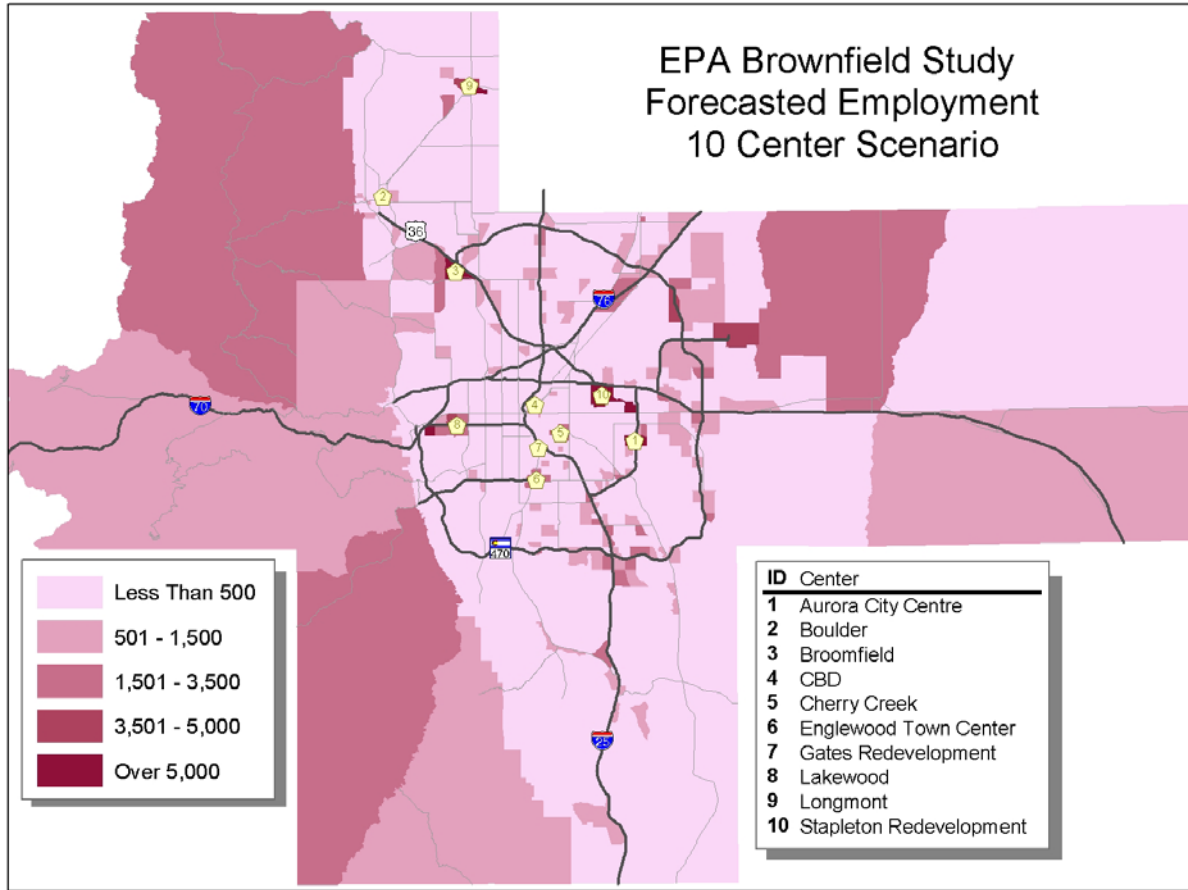 EPA Brownfield Study
Forecasted Employment
10 Center Scenario
9
2
36
3
76
70
10
4
8
5
1
7
6
470
25
Less Than 500
501 - 1,500
1,501 - 3,500
3,501 - 5,000
Over 5,000
ID Center
1 Aurora City Centre
2 Boulder
3 Broomfield
4 CBD
5 Cherry Creek
6 Englewood Town Center
7 Gates Redevelopment
8 Lakewood
9 Longmont
10 Stapleton Redevelopment